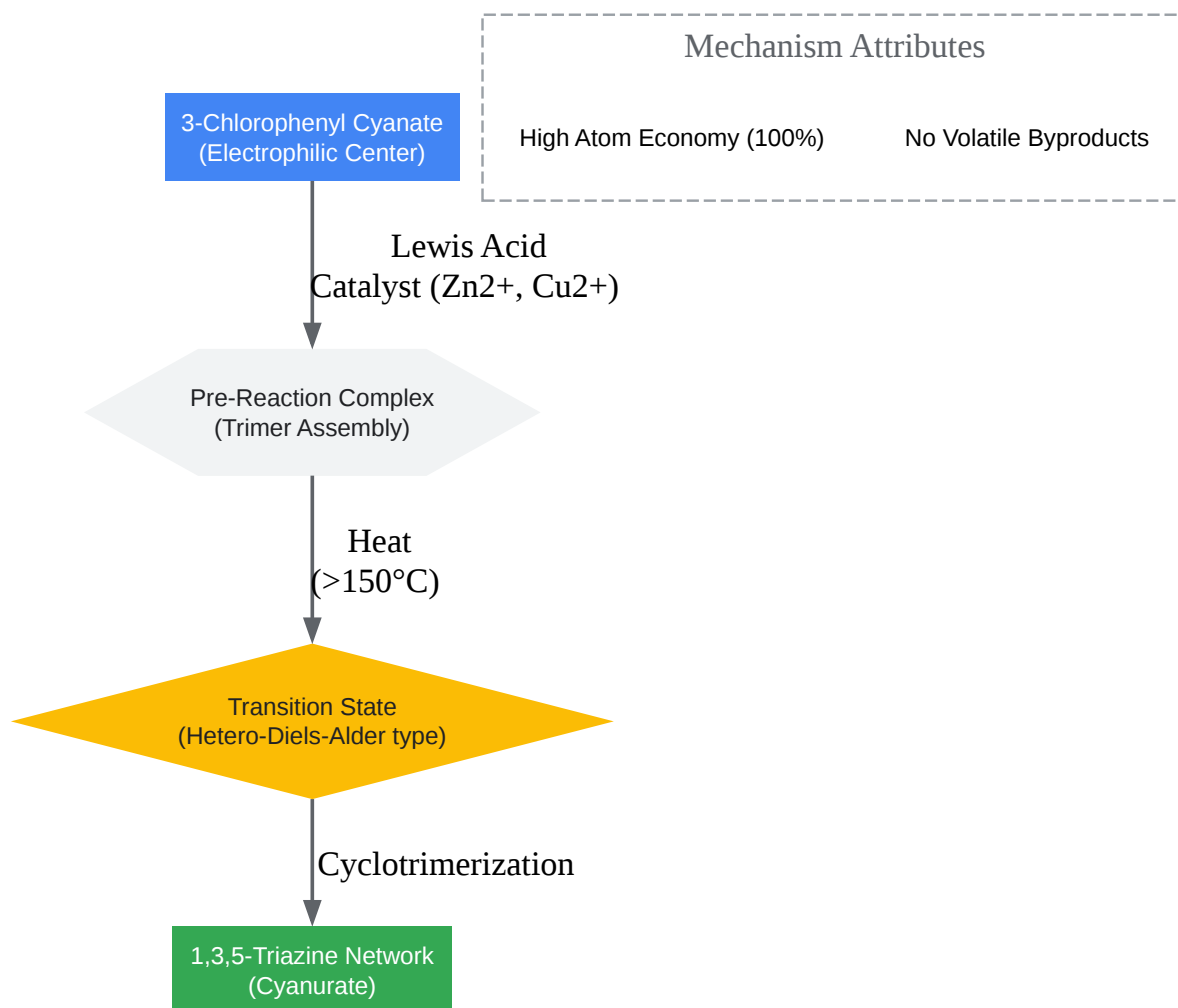 Mechanism Attributes
High Atom Economy (100%)
No Volatile Byproducts
3-Chlorophenyl Cyanate
(Electrophilic Center)
Lewis Acid
Catalyst (Zn2+, Cu2+)
Pre-Reaction Complex
(Trimer Assembly)
Heat
(>150°C)
Transition State
(Hetero-Diels-Alder type)
Cyclotrimerization
1,3,5-Triazine Network
(Cyanurate)